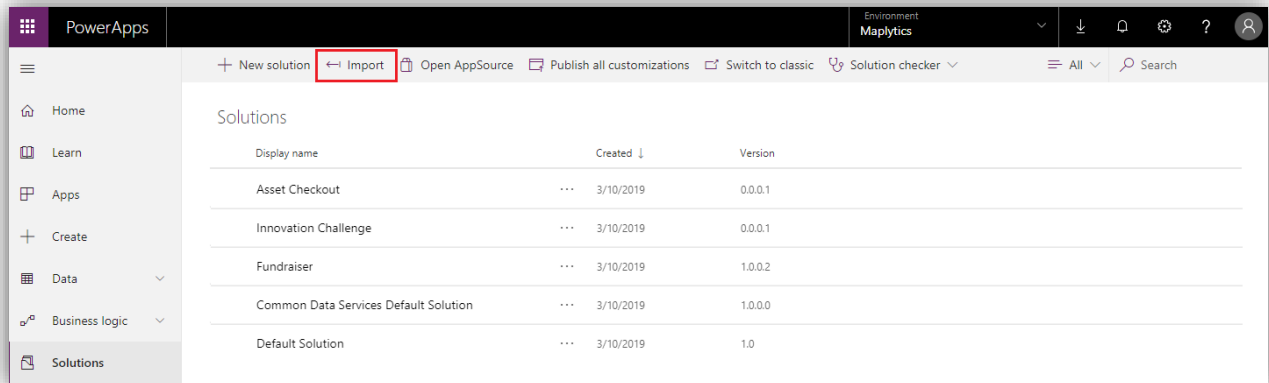 PowerApps
Environment
Maplytics
?
New solution Import Open AppSource Publish all customizations Switch to classic Solution checker All Search
Home
Learn
Apps
Create
Data
Business logic
Solutions
Solutions
Display name Created ↓ Version
Asset Checkout ... 3/10/2019 0.0.0.1
Innovation Challenge ... 3/10/2019 0.0.0.1
Fundraiser ... 3/10/2019 1.0.0.2
Common Data Services Default Solution ... 3/10/2019 1.0.0.0
Default Solution ... 3/10/2019 1.0